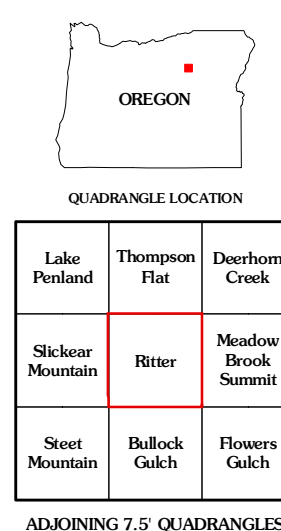 OREGON
QUADRANGLE LOCATION
Lake Penland
Thompson Flat
Deerhorn Creek
Slickear Mountain
Ritter
Meadow Brook Summit
Steet Mountain
Bullock Gulch
Flowers Gulch
ADJOINING 7.5' QUADRANGLES